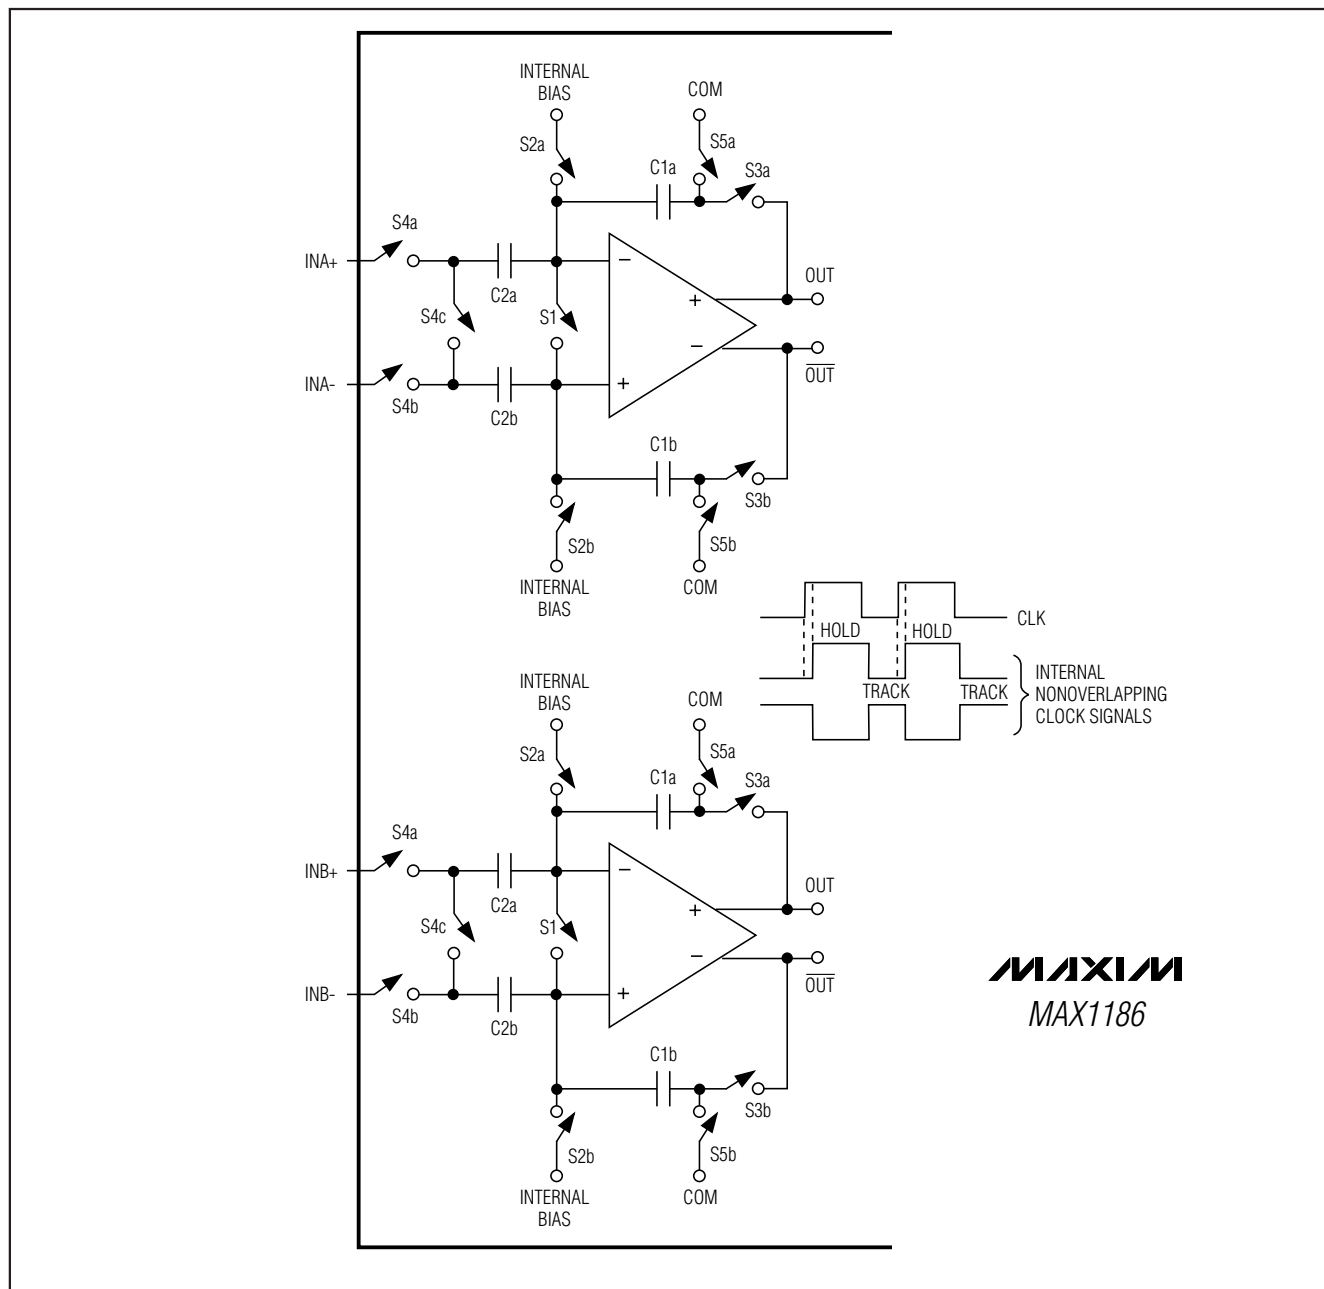 INTERNAL
BIAS
COM
S2a
S5a
C1a
S3a
S4a
INA+
−
C2a
OUT
+
S4c
S1
−
OUT
INA-
+
S4b
C2b
C1b
S3b
S2b
S5b
INTERNAL
BIAS
COM
CLK
HOLD
HOLD
TRACK
TRACK
INTERNAL
NONOVERLAPPING
CLOCK SIGNALS
INTERNAL
BIAS
COM
S2a
S5a
C1a
S3a
S4a
INB+
−
C2a
OUT
+
S4c
S1
−
OUT
INB-
+
S4b
C2b
C1b
S3b
S2b
S5b
INTERNAL
BIAS
COM
MAXIM
MAX1186